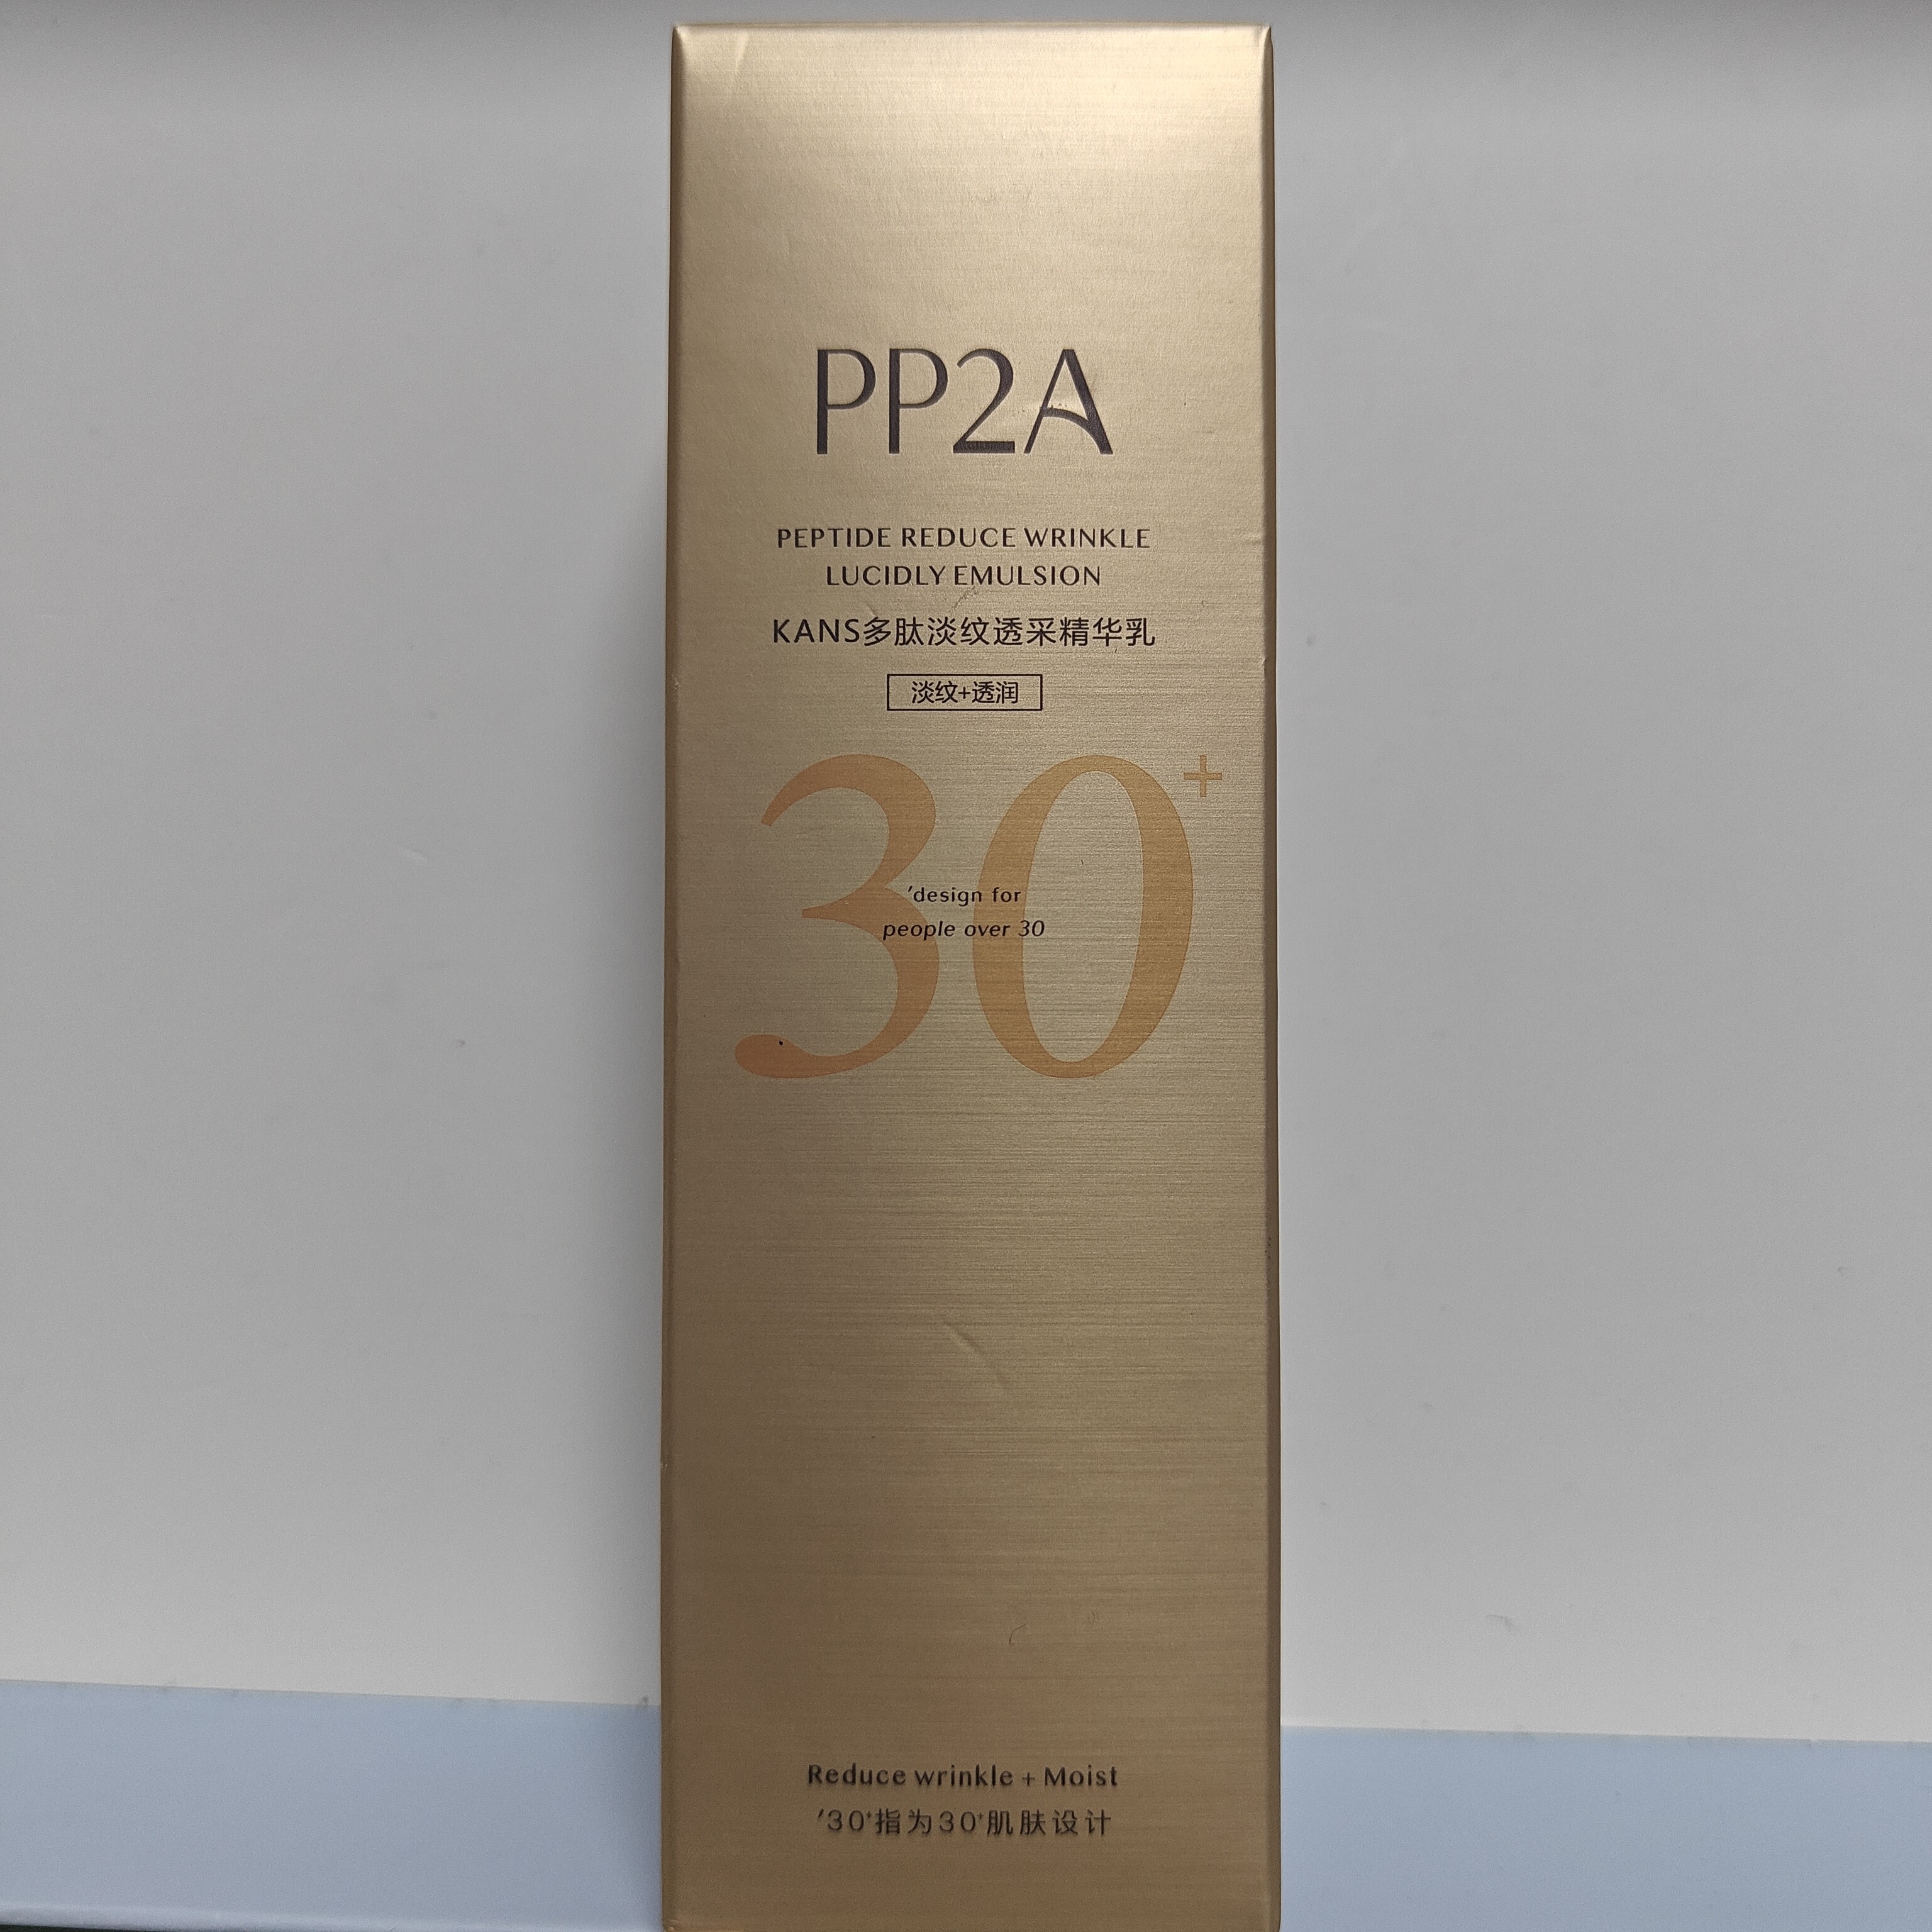 PP2A
PEPTIDE REDUCE WRINKLE
LUCIDLY EMULSION
KANS多肽淡纹透采精华乳
淡纹+透润
30+
'design for
people over 30
Reduce wrinkle + Moist
'30+指为30+肌肤设计